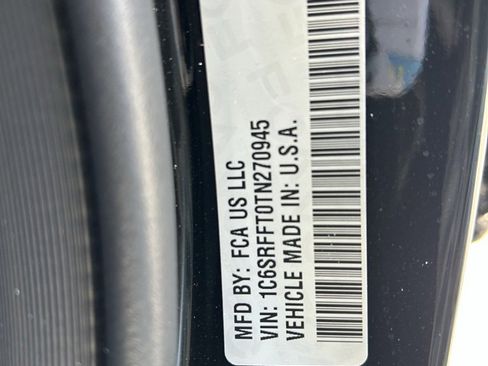 MFD BY: FCA US LLC
VIN: 1C6SRFFT0TN270945
VEHICLE MADE IN: U.S.A.